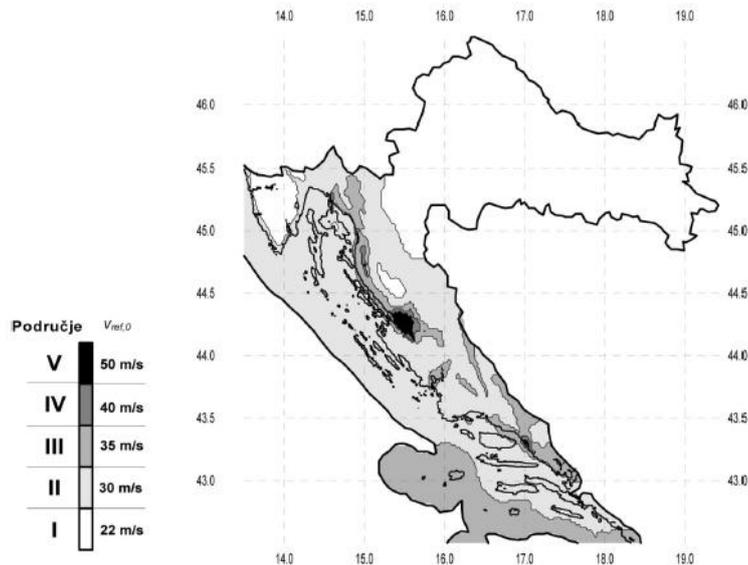 14.0 15.0 16.0 17.0 18.0 19.0
46.0 46.0
45.5 45.5
45.0 45.0
44.5 44.5
44.0 44.0
43.5 43.5
43.0 43.0
14.0 15.0 16.0 17.0 18.0 19.0
Područje Vref,0
V 50 m/s
IV 40 m/s
III 35 m/s
II 30 m/s
I 22 m/s